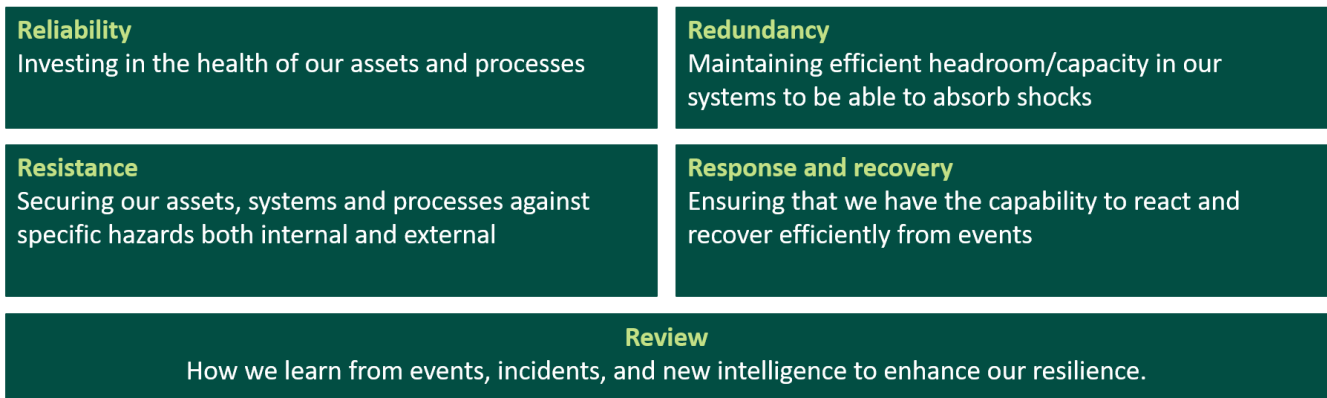 Reliability
Investing in the health of our assets and processes
Redundancy
Maintaining efficient headroom/capacity in our
systems to be able to absorb shocks
Resistance
Securing our assets, systems and processes against
specific hazards both internal and external
Response and recovery
Ensuring that we have the capability to react and
recover efficiently from events
Review
How we learn from events, incidents, and new intelligence to enhance our resilience.